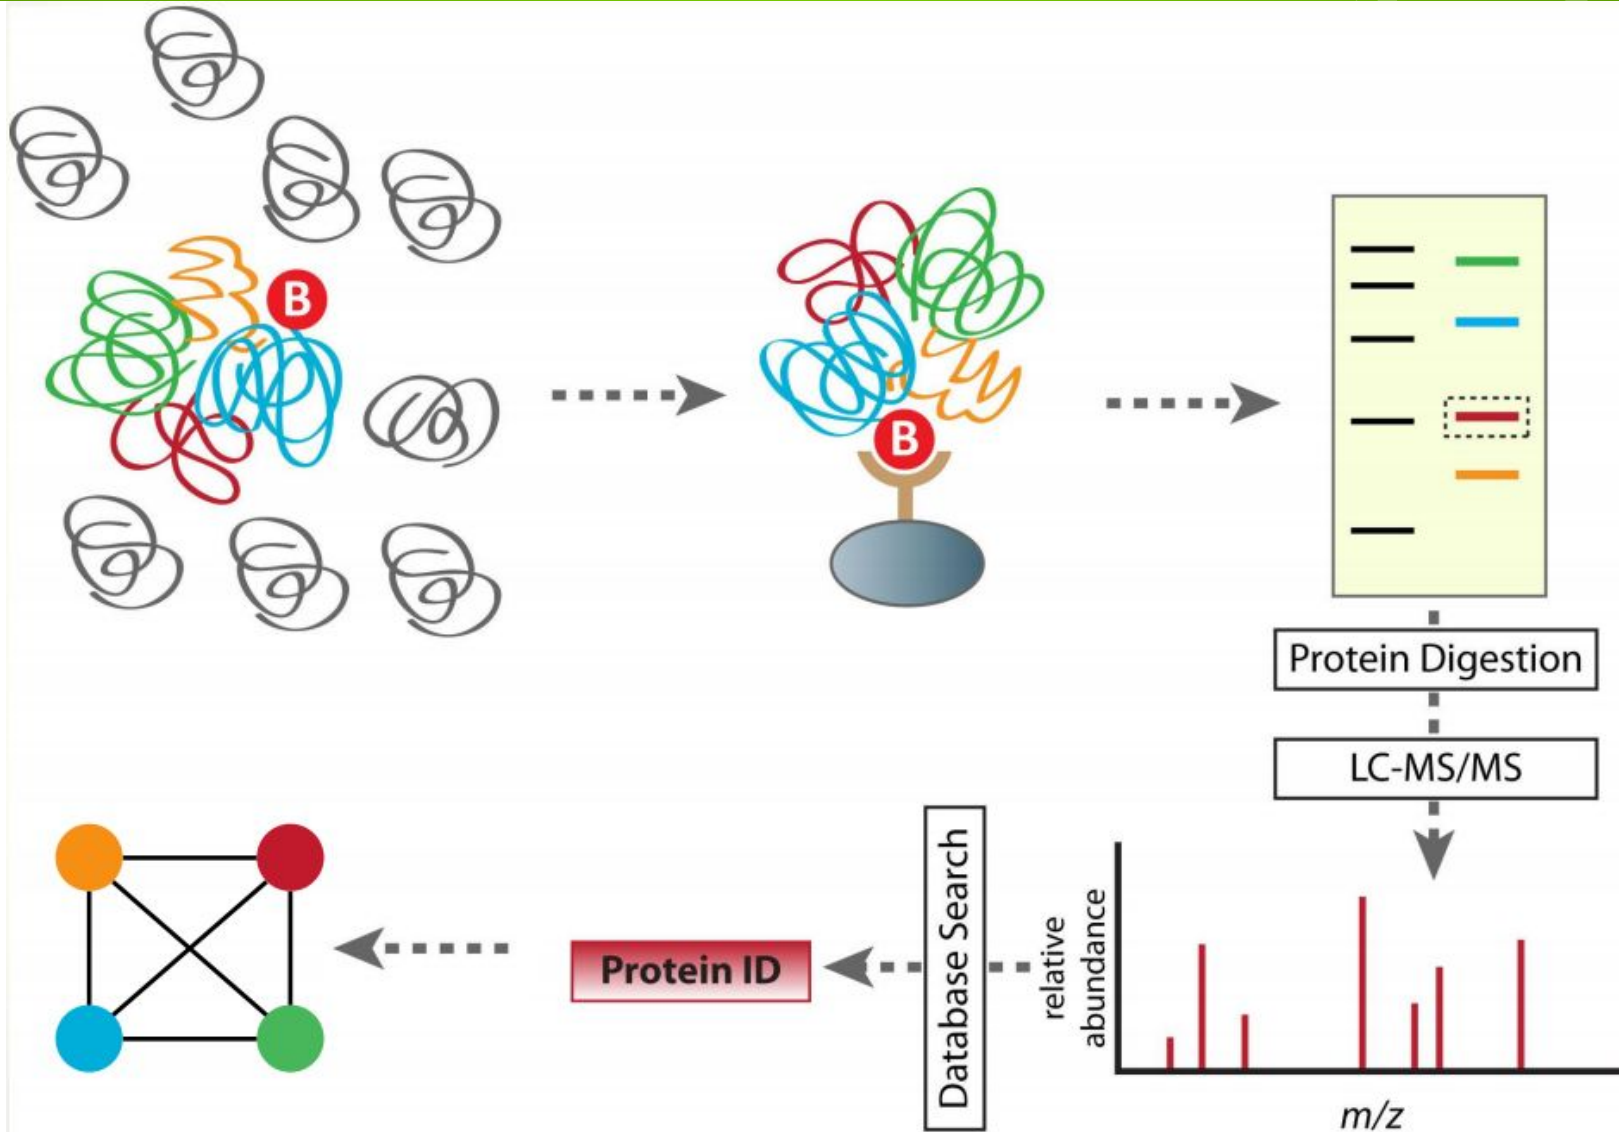 B
B
Protein Digestion
LC-MS/MS
relative
abundance
m/z
Database Search
Protein ID